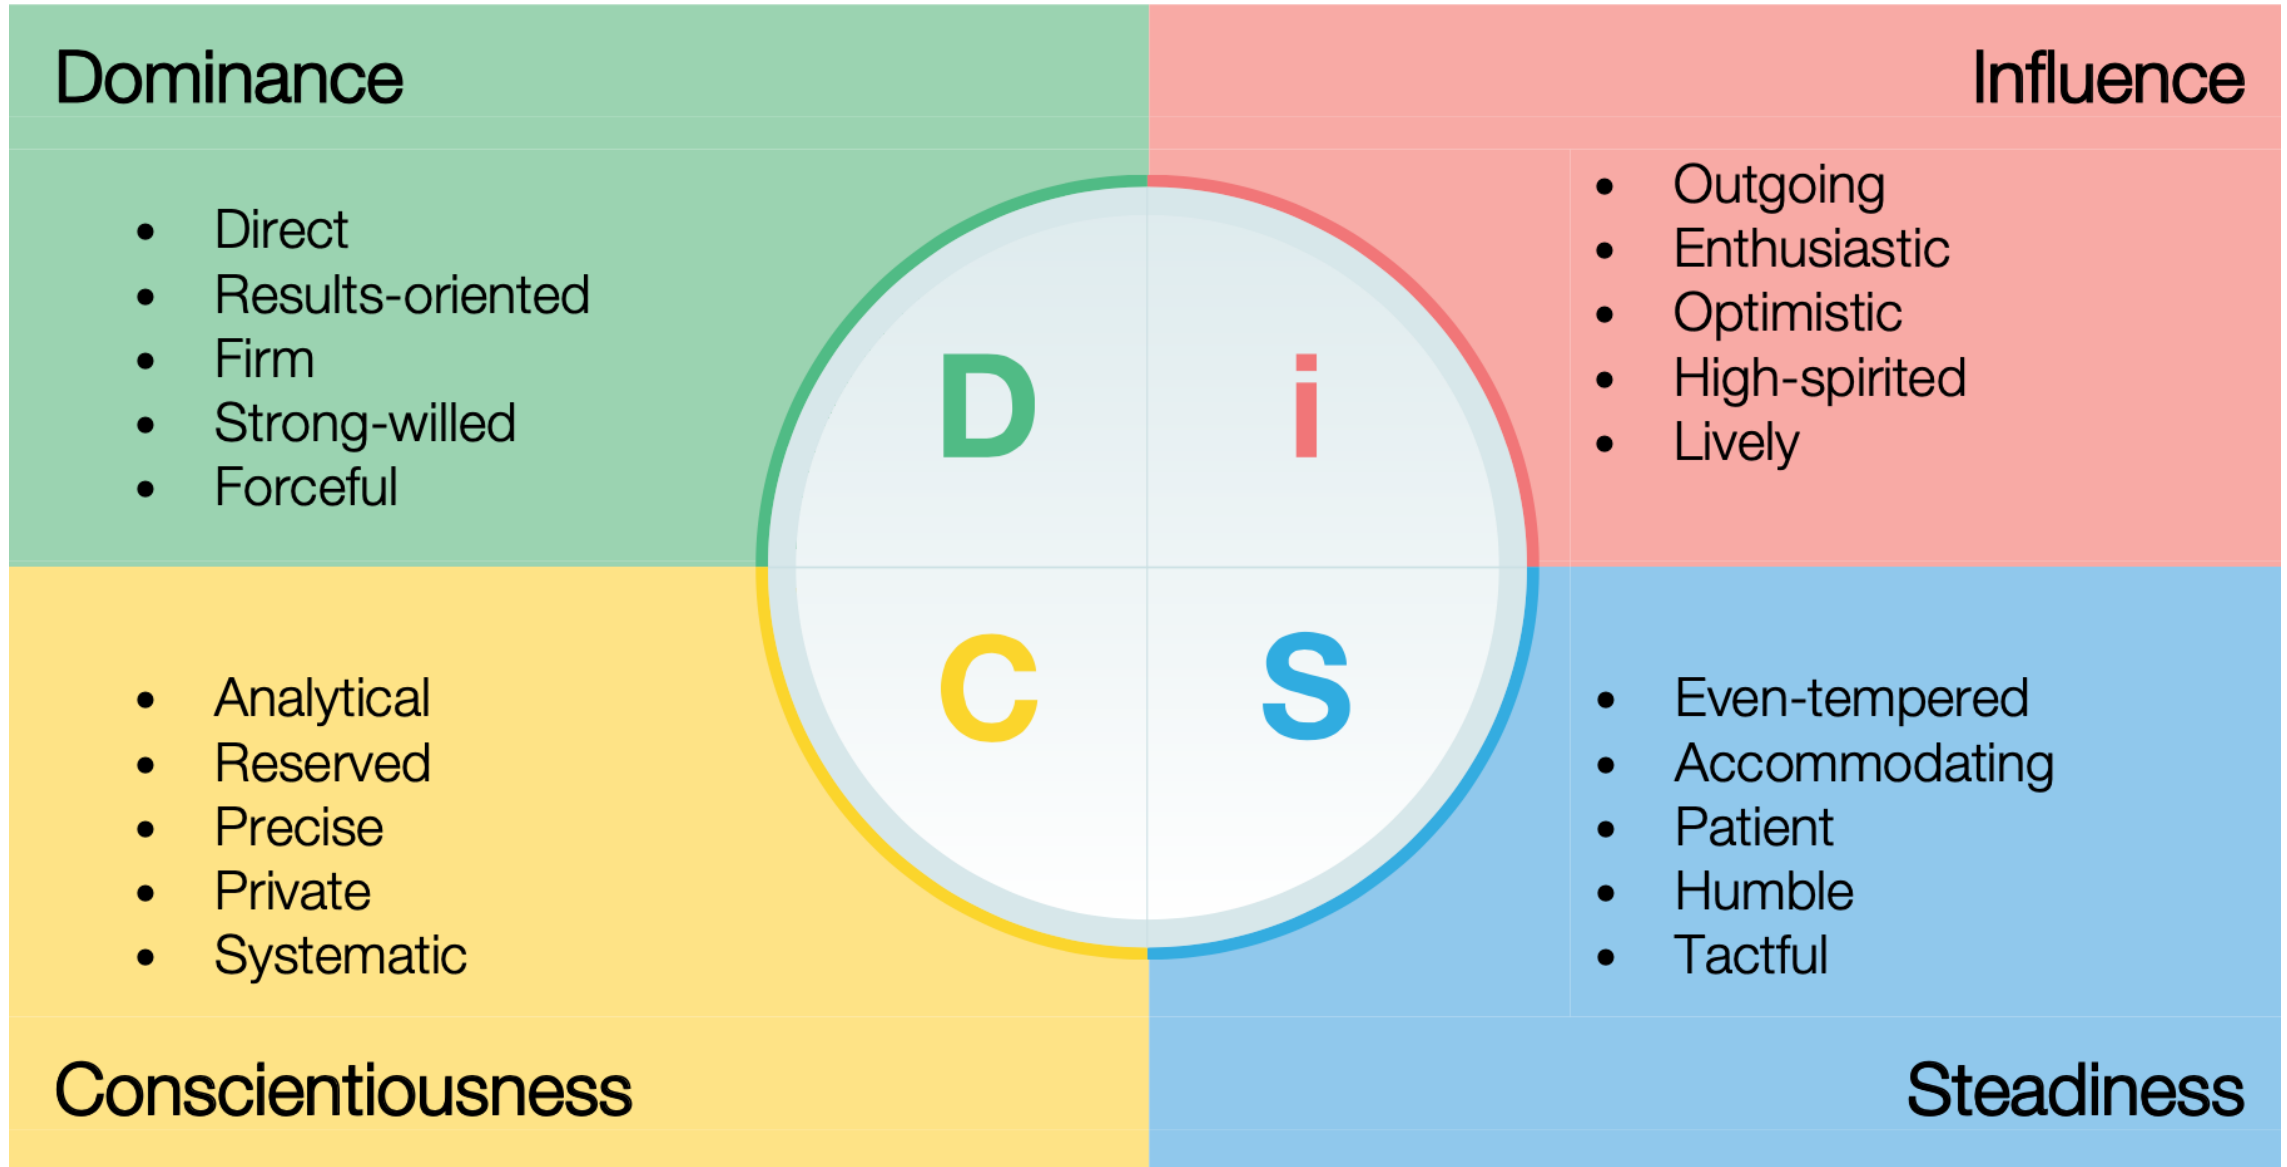 Dominance
Influence
• Direct
• Results-oriented
• Firm
• Strong-willed
• Forceful
• Outgoing
• Enthusiastic
• Optimistic
• High-spirited
• Lively
D i
C S
• Analytical
• Reserved
• Precise
• Private
• Systematic
• Even-tempered
• Accommodating
• Patient
• Humble
• Tactful
Conscientiousness
Steadiness